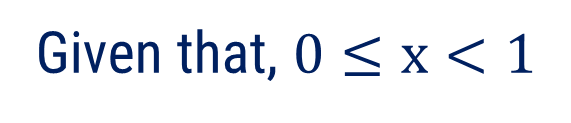 Given that, 0 ≤ x < 1